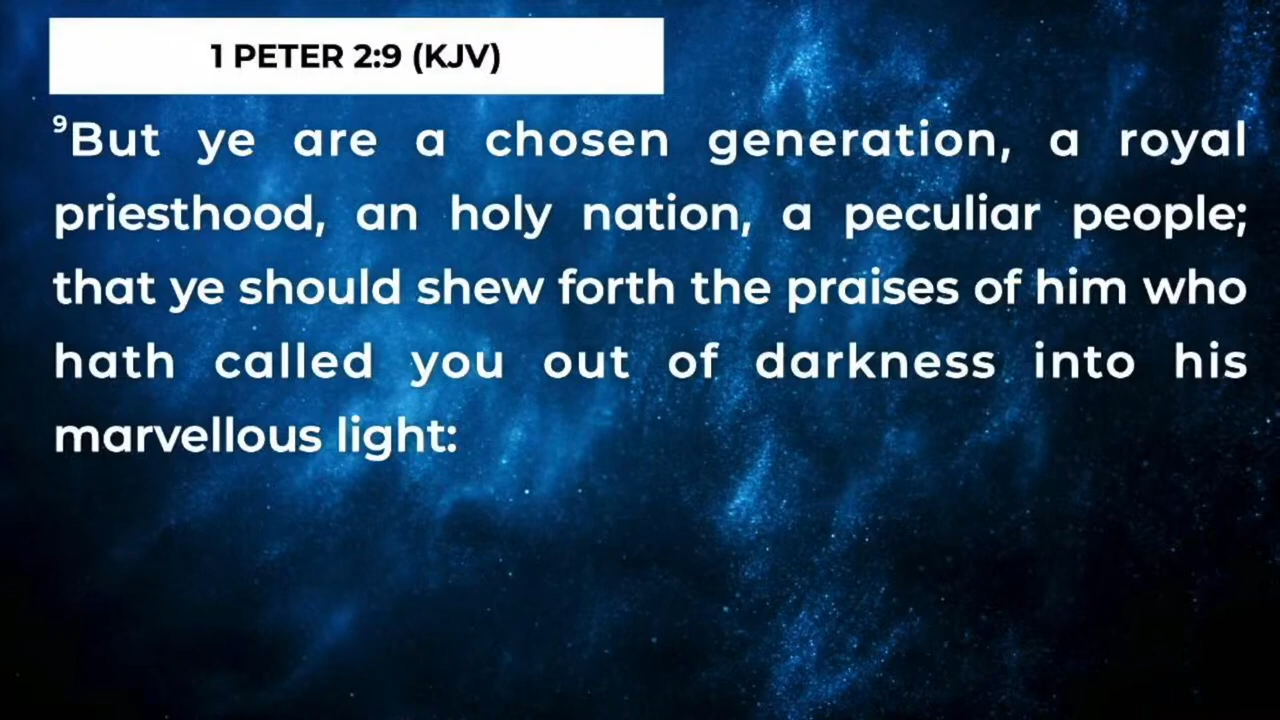 1 PETER 2:9 (KJV)
⁹But ye are a chosen generation, a royal
priesthood, an holy nation, a peculiar people;
that ye should shew forth the praises of him who
hath called you out of darkness into his
marvellous light: